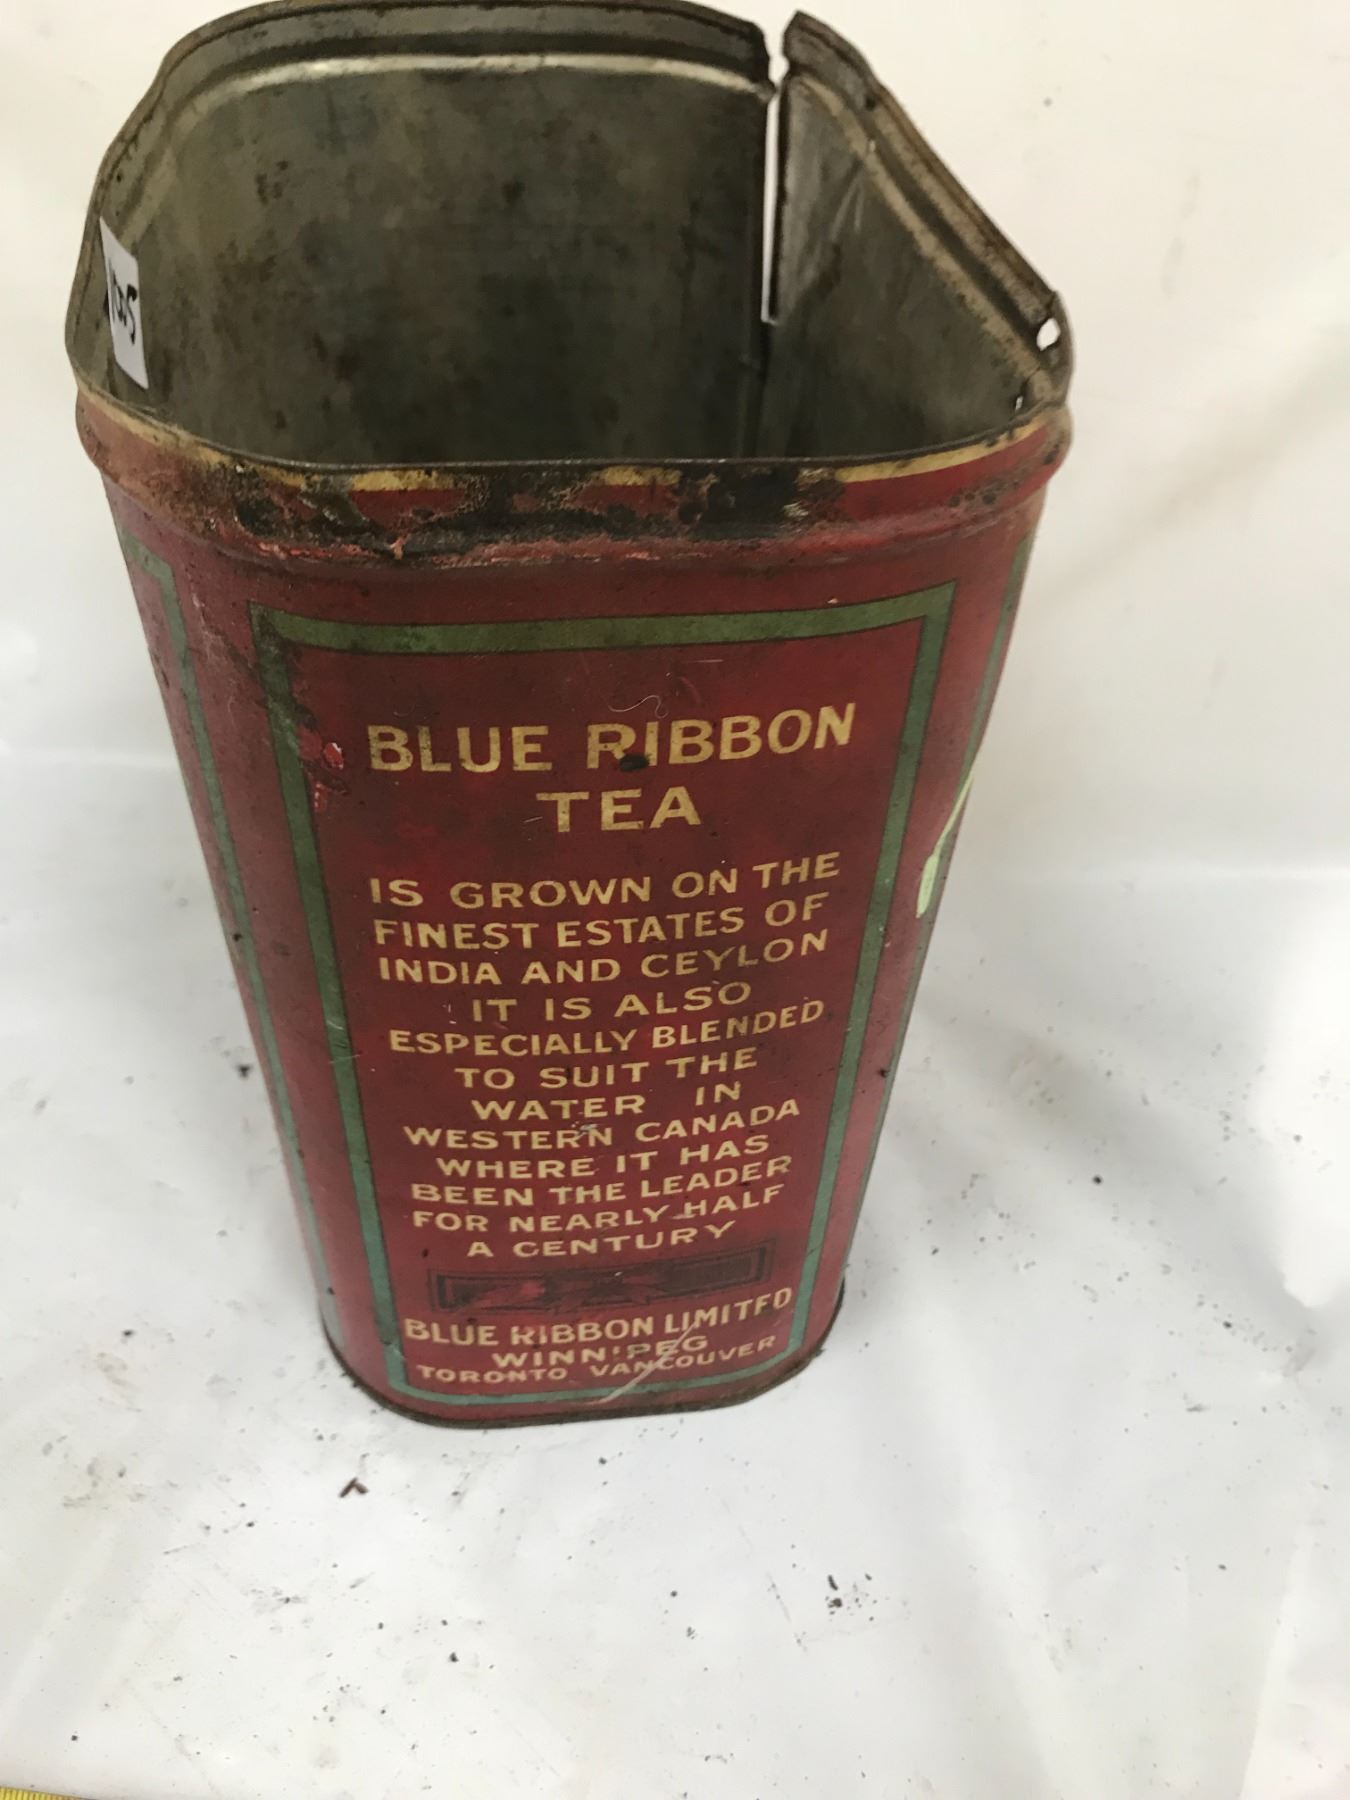 BLUE RIBBON
TEA
IS GROWN ON THE
FINEST ESTATES OF
INDIA AND CEYLON
IT IS ALSO
ESPECIALLY BLENDED
TO SUIT THE
WATER IN
WESTERN CANADA
WHERE IT HAS
BEEN THE LEADER
FOR NEARLY HALF
A CENTURY
BLUE RIBBON LIMITED
WINNIPEG
TORONTO VANCOUVER